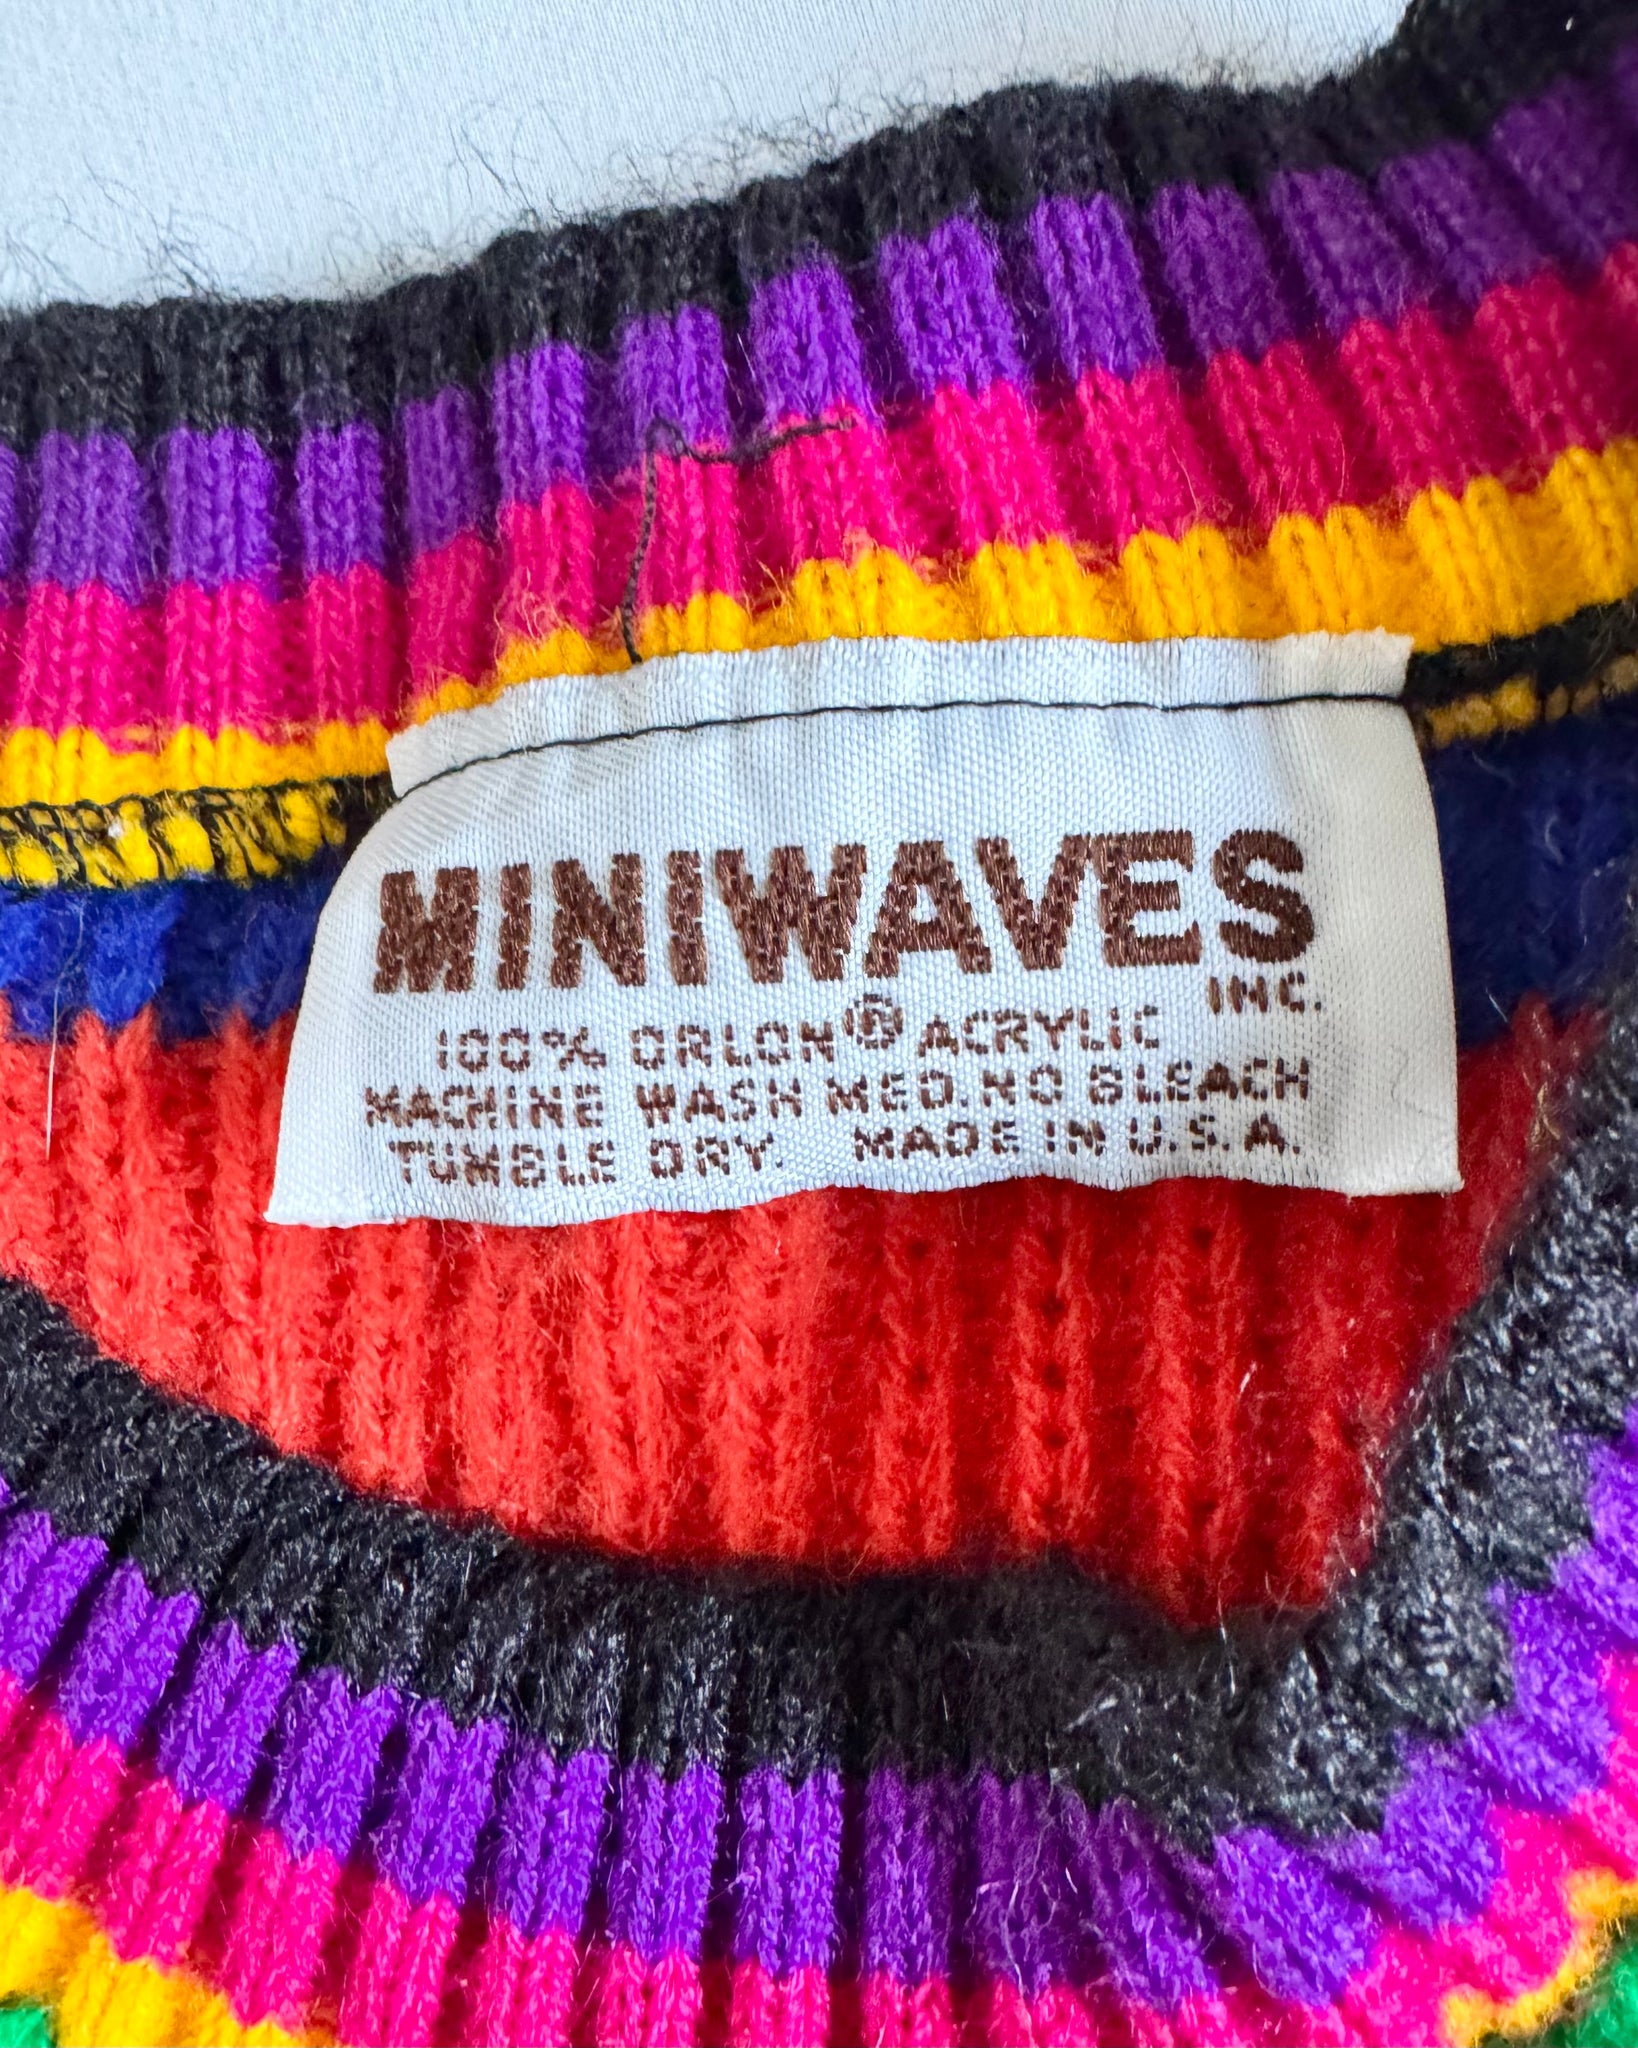 MINIWAVES
INC.
100% ORLON® ACRYLIC
MACHINE WASH MED. NO BLEACH
TUMBLE DRY. MADE IN U.S.A.